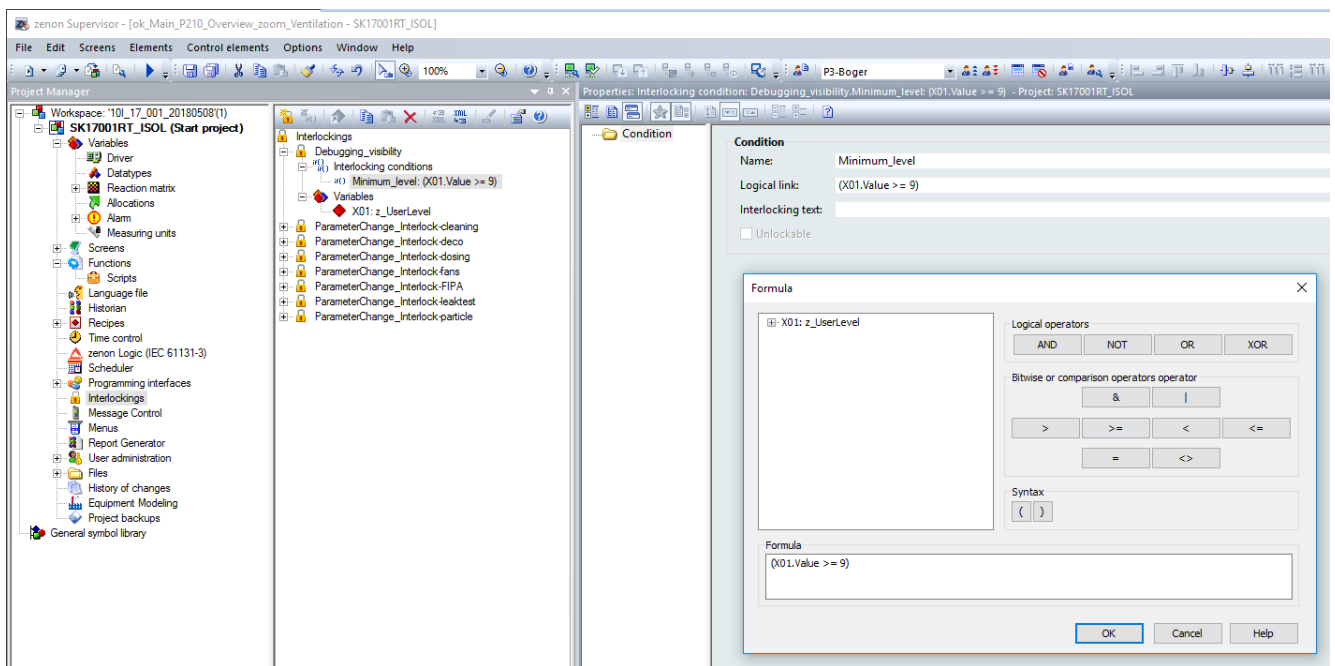 zenon Supervisor - [ok_Main_P210_Overview_zoom_Ventilation - SK17001RT_ISOL]
File Edit Screens Elements Control elements Options Window Help
100% P3-Boger
Project Manager
Workspace: '10I_17_001_20180508'(1)
SK17001RT_ISOL (Start project)
Variables
Driver
Datatypes
Reaction matrix
Allocations
Alarm
Measuring units
Screens
Functions
Scripts
Language file
Historian
Recipes
Time control
zenon Logic (IEC 61131-3)
Scheduler
Programming interfaces
Interlockings
Message Control
Menus
Report Generator
User administration
Files
History of changes
Equipment Modeling
Project backups
General symbol library
Interlockings
Debugging_visibility
Interlocking conditions
Minimum_level: (X01.Value >= 9)
Variables
X01: z_UserLevel
ParameterChange_Interlock-cleaning
ParameterChange_Interlock-deco
ParameterChange_Interlock-dosing
ParameterChange_Interlock-fans
ParameterChange_Interlock-FIPA
ParameterChange_Interlock-leaktest
ParameterChange_Interlock-particle
Properties: Interlocking condition: Debugging_visibility.Minimum_level: (X01.Value >= 9) - Project: SK17001RT_ISOL
Condition
Condition
Name: Minimum_level
Logical link: (X01.Value >= 9)
Interlocking text:
Unlockable
Formula
X01: z_UserLevel
Logical operators
AND NOT OR XOR
Bitwise or comparison operators operator
& |
> >= < <=
= <>
Syntax
( )
Formula
(X01.Value >= 9)
OK Cancel Help